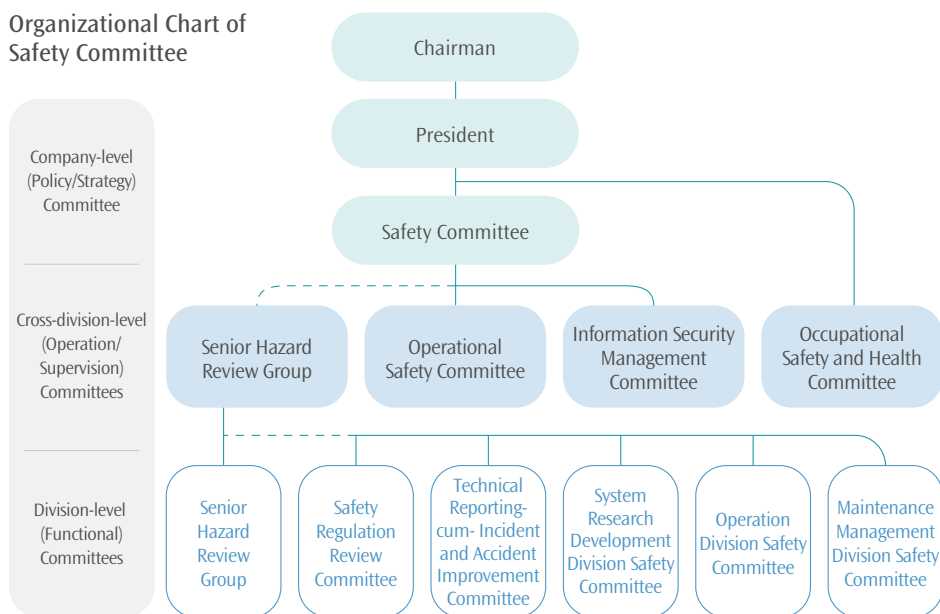 Organizational Chart of
Safety Committee
Chairman
President
Safety Committee
Company-level
(Policy/Strategy)
Committee
Cross-division-level
(Operation/
Supervision)
Committees
Senior Hazard
Review Group
Operational
Safety Committee
Information Security
Management
Committee
Occupational
Safety and Health
Committee
Division-level
(Functional)
Committees
Senior
Hazard
Review
Group
Safety
Regulation
Review
Committee
Technical
Reporting-
cum- Incident
and Accident
Improvement
Committee
System
Research
Development
Division Safety
Committee
Operation
Division Safety
Committee
Maintenance
Management
Division Safety
Committee